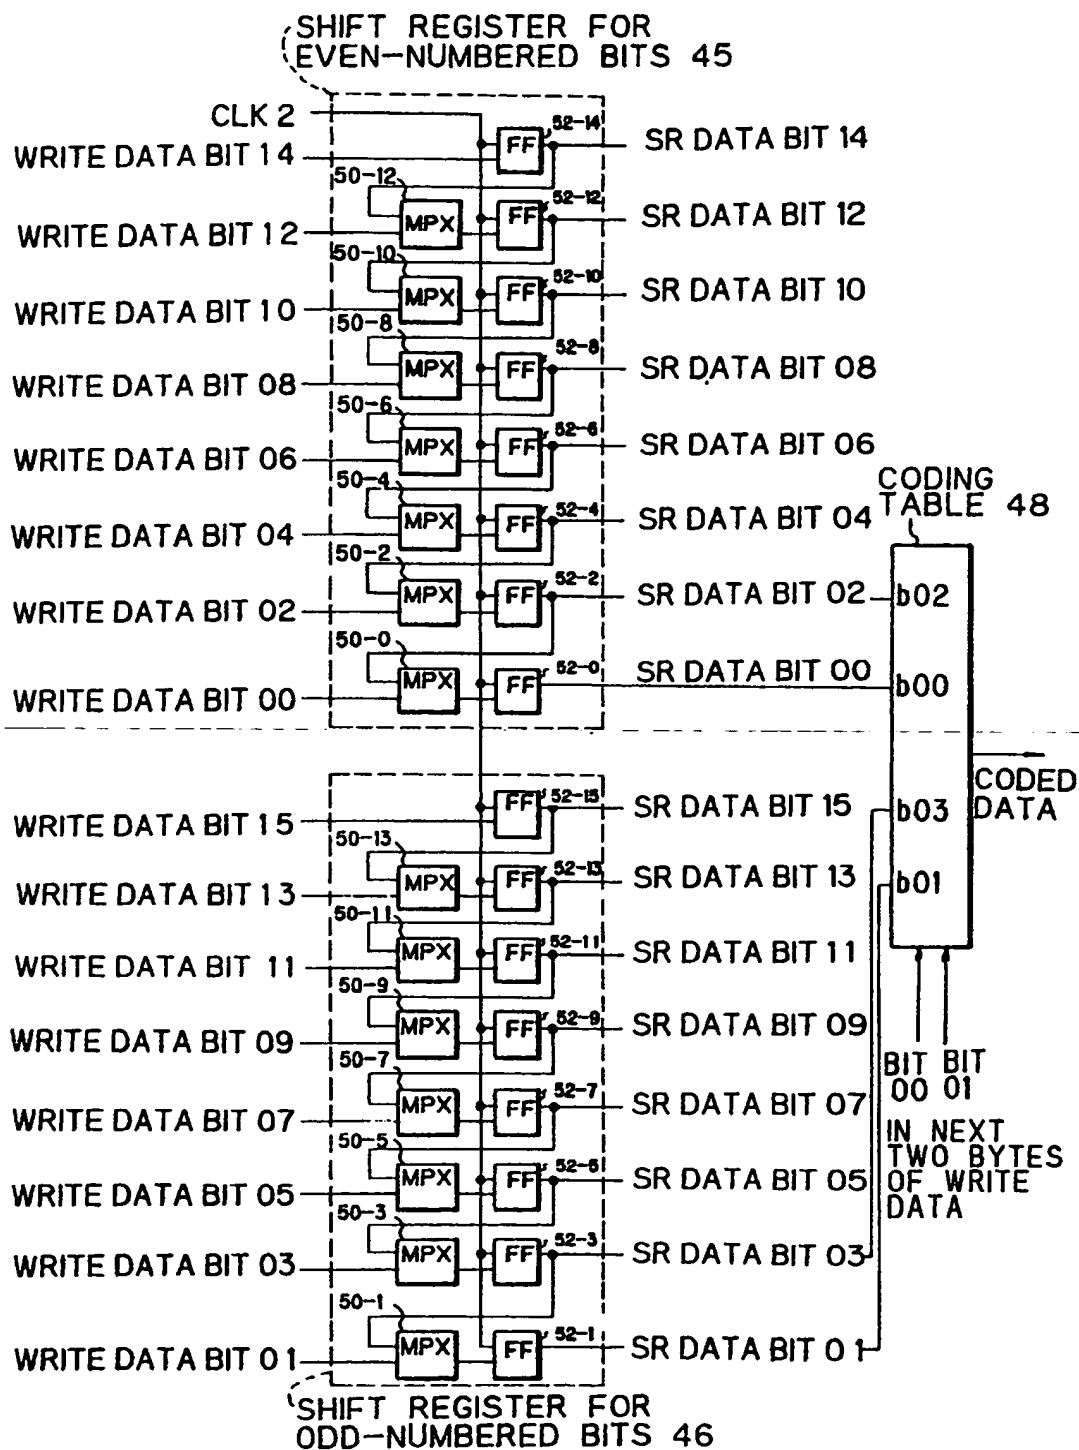 SHIFT REGISTER FOR
EVEN-NUMBERED BITS 45
CLK 2
52-14
WRITE DATA BIT 14
FF
SR DATA BIT 14
50-12
52-12
WRITE DATA BIT 12
MPX
FF
SR DATA BIT 12
50-10
52-10
WRITE DATA BIT 10
MPX
FF
SR DATA BIT 10
50-8
52-8
WRITE DATA BIT 08
MPX
FF
SR DATA BIT 08
50-6
52-6
WRITE DATA BIT 06
MPX
FF
SR DATA BIT 06
50-4
52-4
WRITE DATA BIT 04
MPX
FF
SR DATA BIT 04
50-2
52-2
WRITE DATA BIT 02
MPX
FF
SR DATA BIT 02
50-0
52-0
WRITE DATA BIT 00
MPX
FF
SR DATA BIT 00
CODING
TABLE 48
b02
b00
b03
b01
CODED
DATA
BIT BIT
00 01
IN NEXT
TWO BYTES
OF WRITE
DATA
52-15
WRITE DATA BIT 15
FF
SR DATA BIT 15
50-13
52-13
WRITE DATA BIT 13
MPX
FF
SR DATA BIT 13
50-11
52-11
WRITE DATA BIT 11
MPX
FF
SR DATA BIT 11
50-9
52-9
WRITE DATA BIT 09
MPX
FF
SR DATA BIT 09
50-7
52-7
WRITE DATA BIT 07
MPX
FF
SR DATA BIT 07
50-5
52-5
WRITE DATA BIT 05
MPX
FF
SR DATA BIT 05
50-3
52-3
WRITE DATA BIT 03
MPX
FF
SR DATA BIT 03
50-1
52-1
WRITE DATA BIT 01
MPX
FF
SR DATA BIT 01
SHIFT REGISTER FOR
ODD-NUMBERED BITS 46